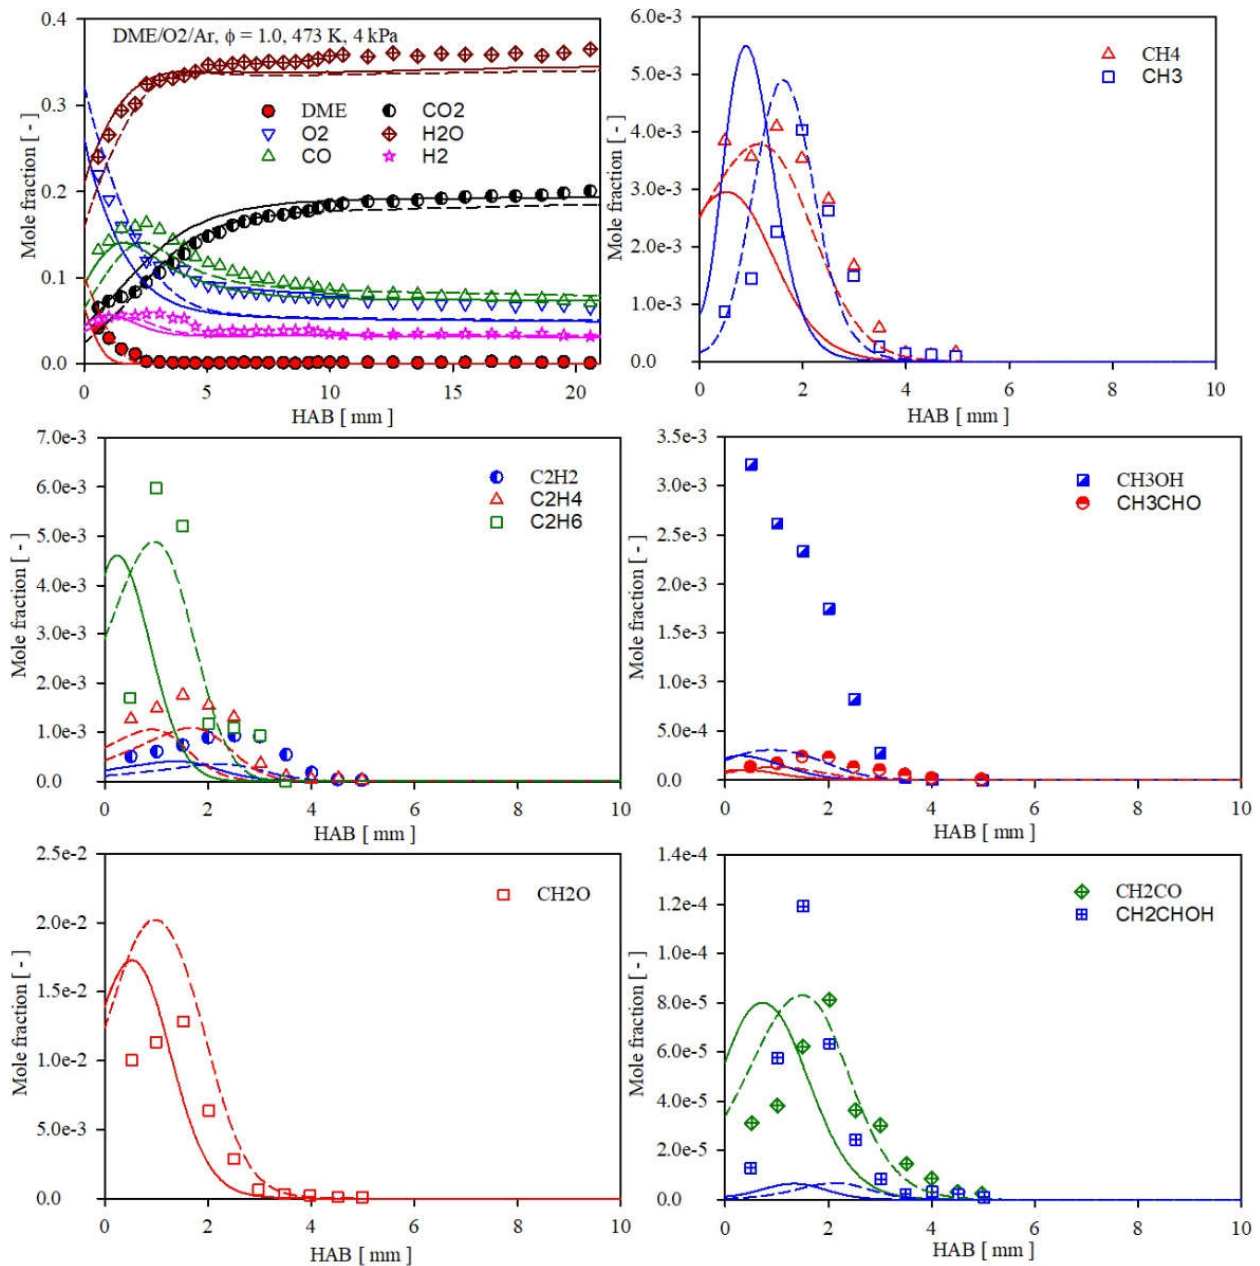 DME/O2/Ar, ϕ = 1.0, 473 K, 4 kPa
DME
O2
CO
CO2
H2O
H2
Mole fraction [ - ]
0.4
0.3
0.2
0.1
0.0
0 5 10 15 20
HAB [ mm ]
CH4
CH3
Mole fraction [ - ]
6.0e-3
5.0e-3
4.0e-3
3.0e-3
2.0e-3
1.0e-3
0.0
0 2 4 6 8 10
HAB [ mm ]
C2H2
C2H4
C2H6
Mole fraction [ - ]
7.0e-3
6.0e-3
5.0e-3
4.0e-3
3.0e-3
2.0e-3
1.0e-3
0.0
0 2 4 6 8 10
HAB [ mm ]
CH3OH
CH3CHO
Mole fraction [ - ]
3.5e-3
3.0e-3
2.5e-3
2.0e-3
1.5e-3
1.0e-3
5.0e-4
0.0
0 2 4 6 8 10
HAB [ mm ]
CH2O
Mole fraction [ - ]
2.5e-2
2.0e-2
1.5e-2
1.0e-2
5.0e-3
0.0
0 2 4 6 8 10
HAB [ mm ]
CH2CO
CH2CHOH
Mole fraction [ - ]
1.4e-4
1.2e-4
1.0e-4
8.0e-5
6.0e-5
4.0e-5
2.0e-5
0.0
0 2 4 6 8 10
HAB [ mm ]